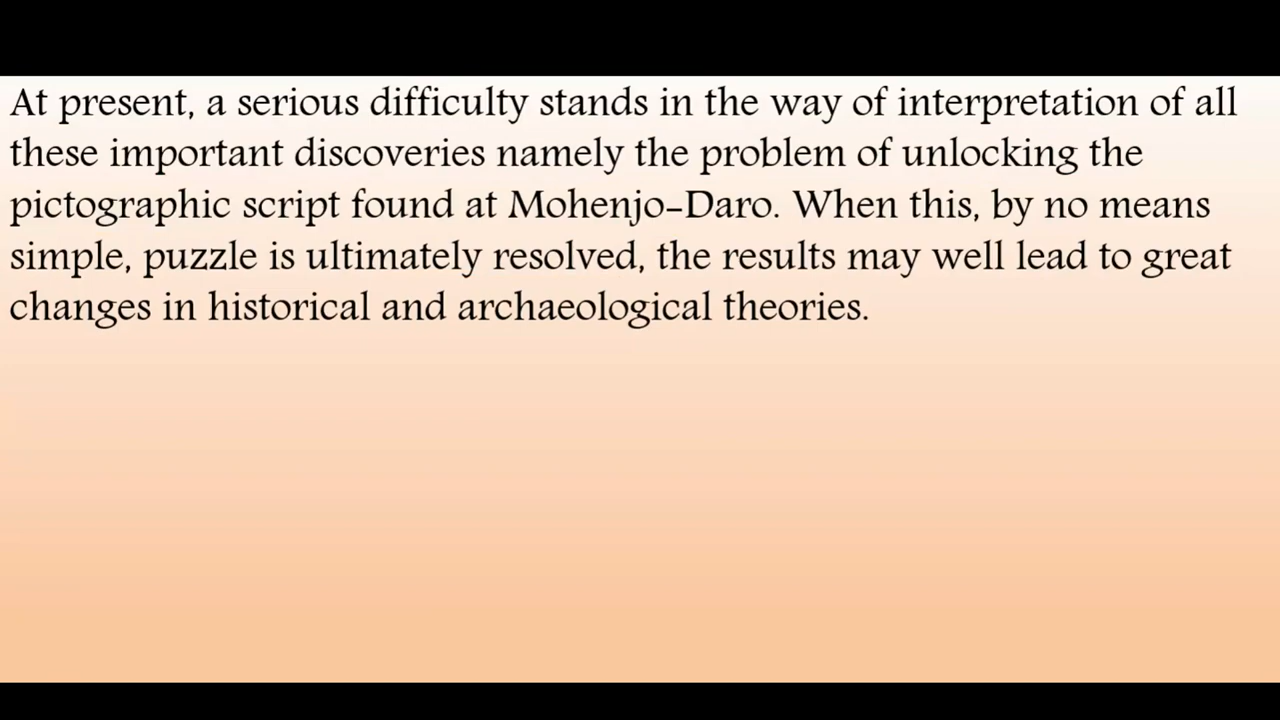 At present, a serious difficulty stands in the way of interpretation of all
these important discoveries namely the problem of unlocking the
pictographic script found at Mohenjo-Daro. When this, by no means
simple, puzzle is ultimately resolved, the results may well lead to great
changes in historical and archaeological theories.